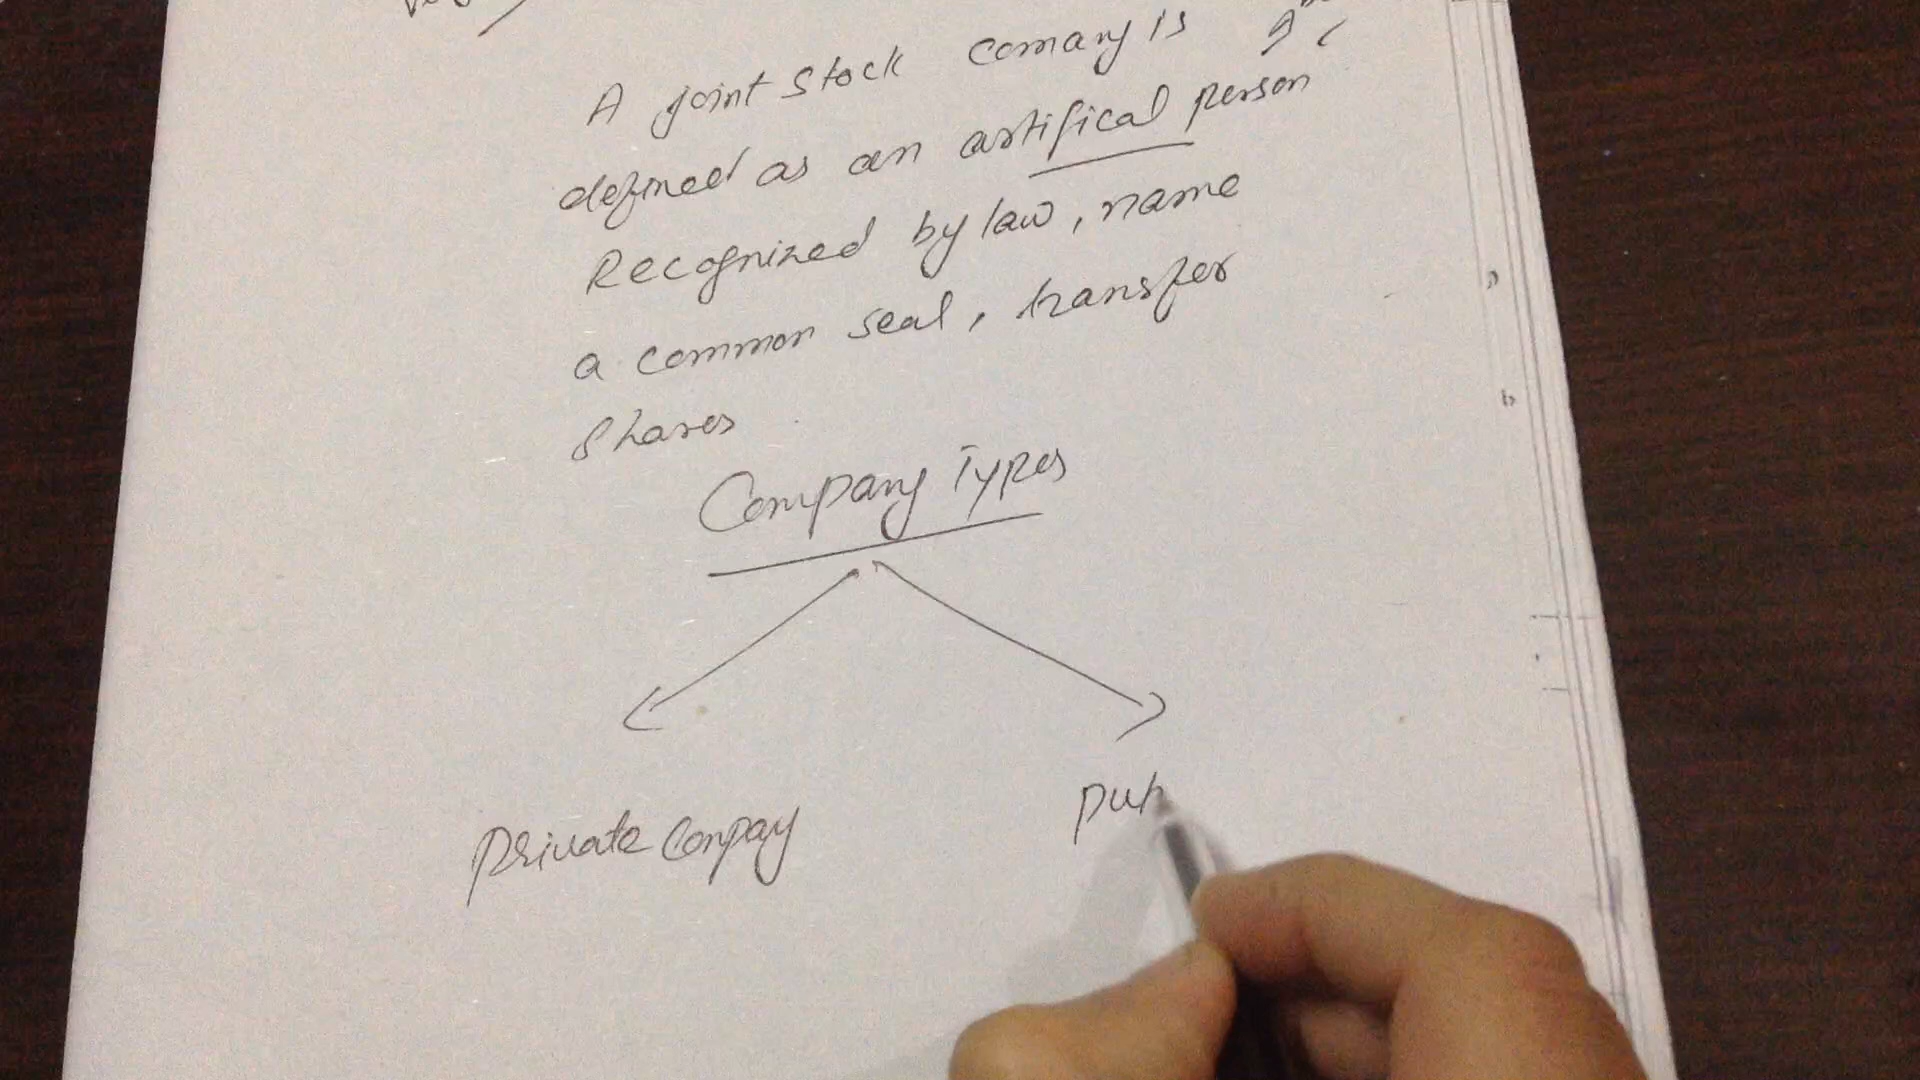 A joint stock comany is
defined as an artifical person
Recognized by law, name
a common seal, transfer
shares
Company Types
Private Conpay
pub